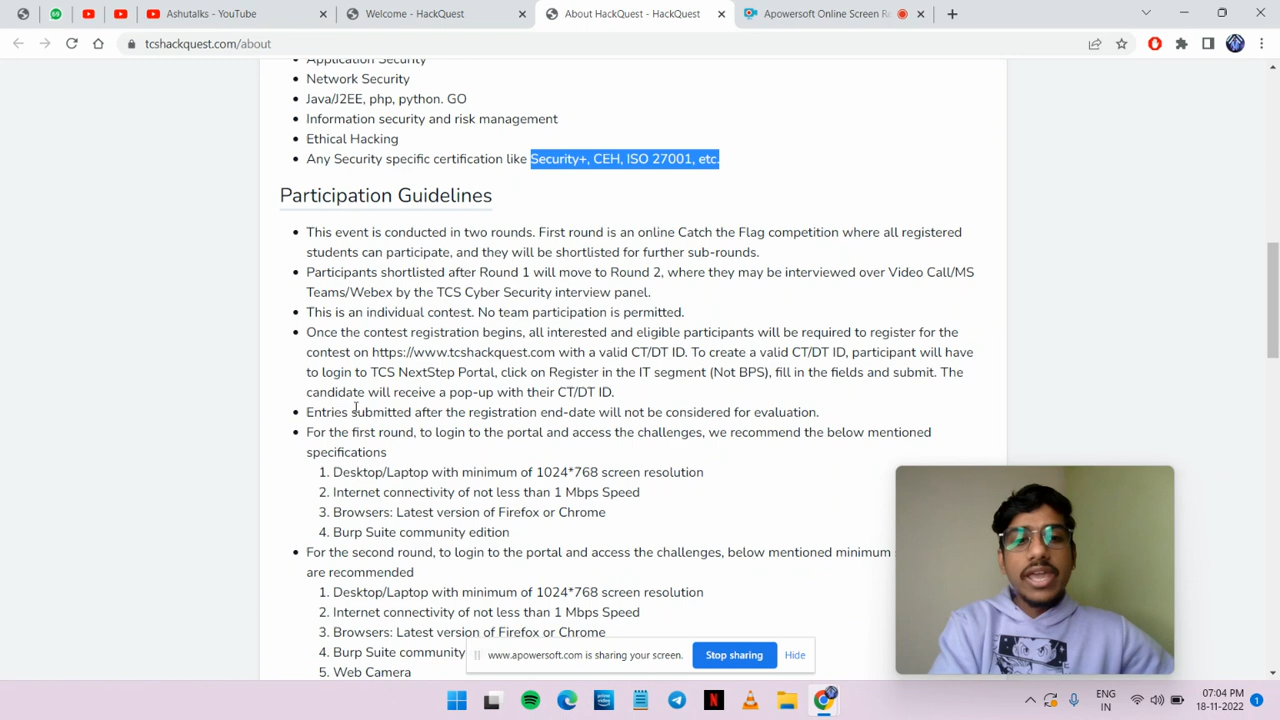 Ashutalks - YouTube
Welcome - HackQuest
About HackQuest - HackQuest
Apowersoft Online Screen Re
tcshackquest.com/about
Application Security
Network Security
Java/J2EE, php, python. GO
Information security and risk management
Ethical Hacking
Any Security specific certification like Security+, CEH, ISO 27001, etc.
Participation Guidelines
This event is conducted in two rounds. First round is an online Catch the Flag competition where all registered
students can participate, and they will be shortlisted for further sub-rounds.
Participants shortlisted after Round 1 will move to Round 2, where they may be interviewed over Video Call/MS
Teams/Webex by the TCS Cyber Security interview panel.
This is an individual contest. No team participation is permitted.
Once the contest registration begins, all interested and eligible participants will be required to register for the
contest on https://www.tcshackquest.com with a valid CT/DT ID. To create a valid CT/DT ID, participant will have
to login to TCS NextStep Portal, click on Register in the IT segment (Not BPS), fill in the fields and submit. The
candidate will receive a pop-up with their CT/DT ID.
Entries submitted after the registration end-date will not be considered for evaluation.
For the first round, to login to the portal and access the challenges, we recommend the below mentioned
specifications
1. Desktop/Laptop with minimum of 1024*768 screen resolution
2. Internet connectivity of not less than 1 Mbps Speed
3. Browsers: Latest version of Firefox or Chrome
4. Burp Suite community edition
For the second round, to login to the portal and access the challenges, below mentioned minimum
are recommended
1. Desktop/Laptop with minimum of 1024*768 screen resolution
2. Internet connectivity of not less than 1 Mbps Speed
3. Browsers: Latest version of Firefox or Chrome
4. Burp Suite community
5. Web Camera
www.apowersoft.com is sharing your screen.
Stop sharing
Hide
ENG
IN
07:04 PM
18-11-2022
1